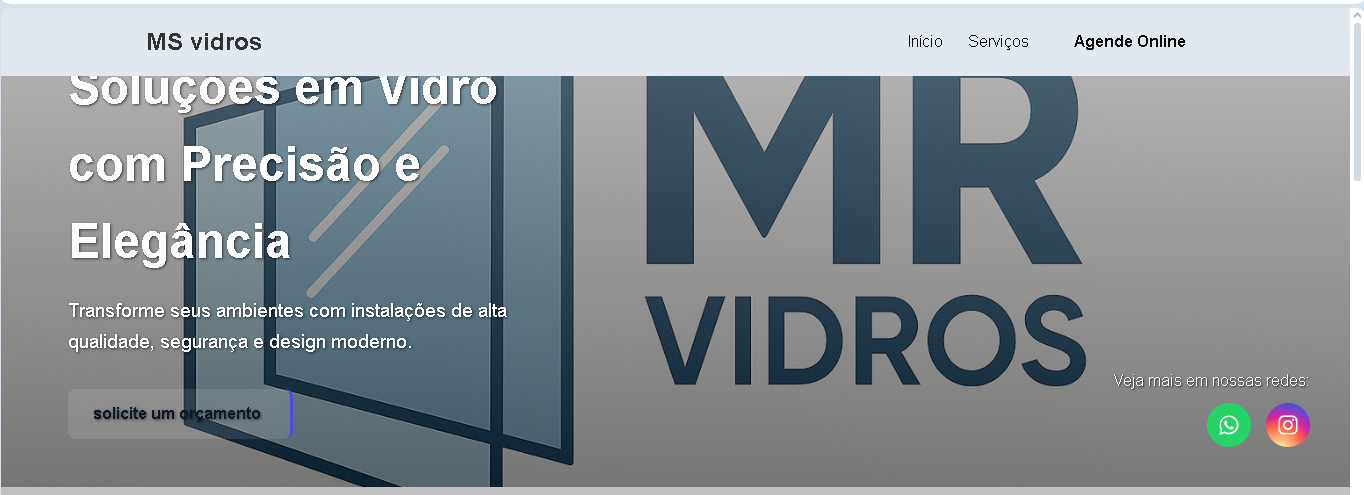 MS vidros
Início
Serviços
Agende Online
Soluções em Vidro
com Precisão e
Elegância
Transforme seus ambientes com instalações de alta
qualidade, segurança e design moderno.
solicite um orçamento
MR
VIDROS
Veja mais em nossas redes: